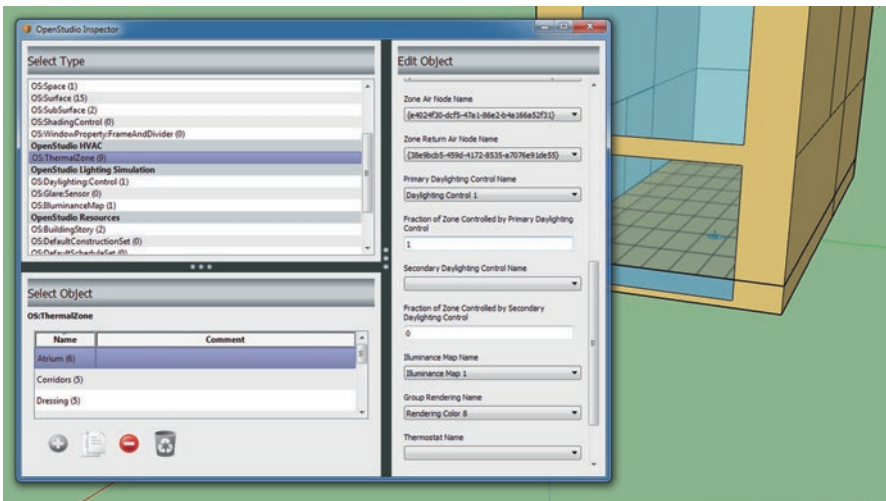 OpenStudio Inspector
Select Type
OS:Space (1)
OS:Surface (15)
OS:SubSurface (2)
OS:ShadingControl (0)
OS:WindowProperty:FrameAndDivider (0)
OpenStudio HVAC
OS:ThermalZone (9)
OpenStudio Lighting Simulation
OS:Daylighting:Control (1)
OS:Glare:Sensor (0)
OS:IlluminanceMap (1)
OpenStudio Resources
OS:BuildingStory (2)
OS:DefaultConstructionSet (0)
OS:DefaultScheduleSet (0)
Select Object
OS:ThermalZone
Name Comment
Atrium (6)
Corridors (5)
Dressing (5)
Edit Object
Zone Air Node Name
{e4024f30-dcf5-47a1-86e2-b4a166a52f31}
Zone Return Air Node Name
{38e9bcb5-459d-4172-8535-a7076e91de55}
Primary Daylighting Control Name
Daylighting Control 1
Fraction of Zone Controlled by Primary Daylighting
Control
1
Secondary Daylighting Control Name
Fraction of Zone Controlled by Secondary
Daylighting Control
0
Illuminance Map Name
Illuminance Map 1
Group Rendering Name
Rendering Color 8
Thermostat Name